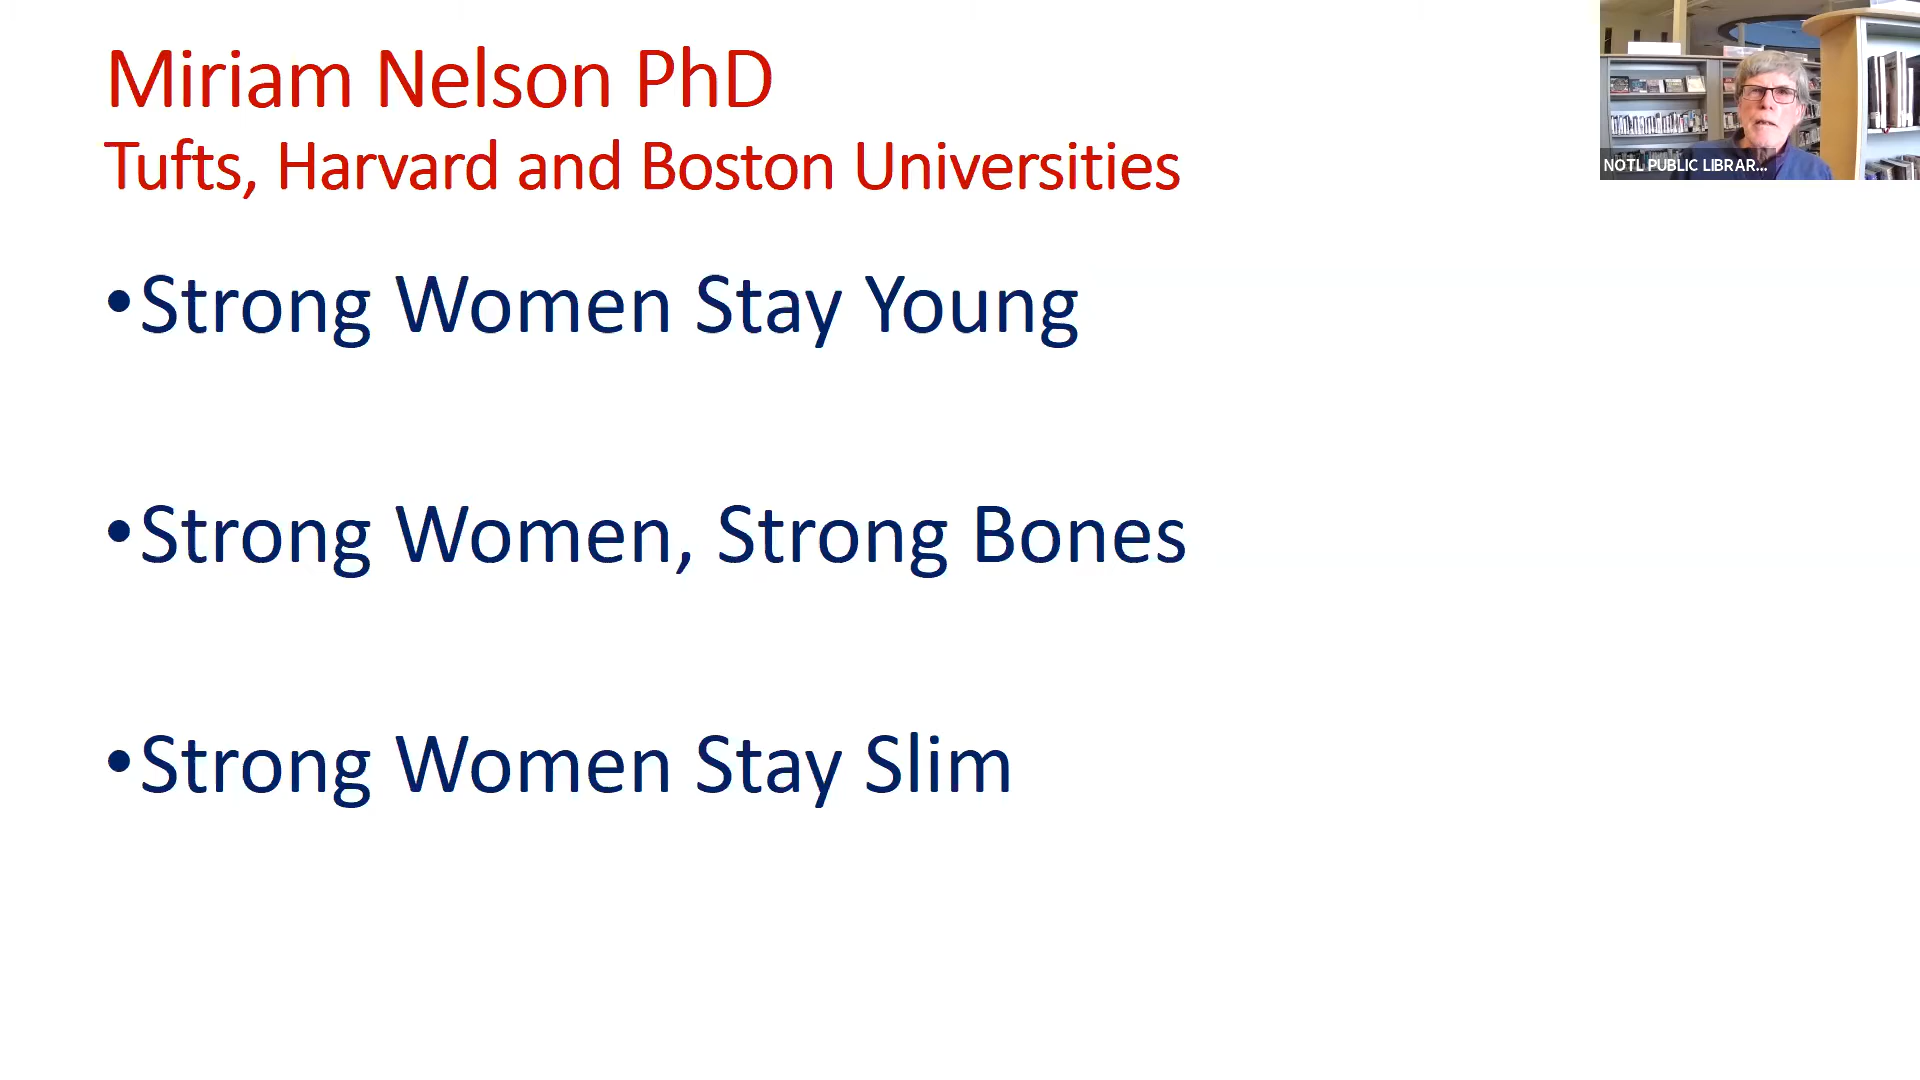 Miriam Nelson PhD
Tufts, Harvard and Boston Universities
•Strong Women Stay Young
•Strong Women, Strong Bones
•Strong Women Stay Slim
NOTL PUBLIC LIBRAR...